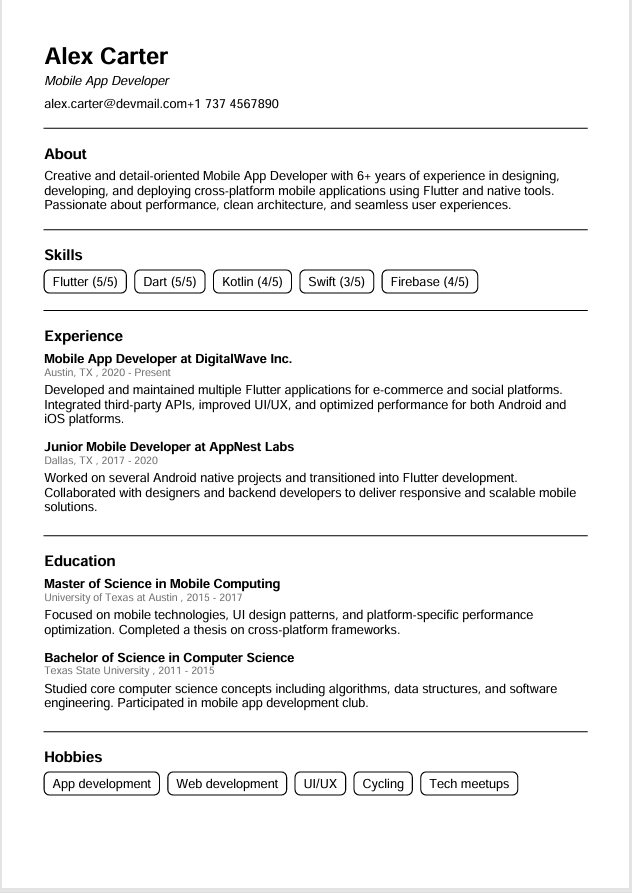 Alex Carter
Mobile App Developer
alex.carter@devmail.com+1 737 4567890
About
Creative and detail-oriented Mobile App Developer with 6+ years of experience in designing,
developing, and deploying cross-platform mobile applications using Flutter and native tools.
Passionate about performance, clean architecture, and seamless user experiences.
Skills
Flutter (5/5) Dart (5/5) Kotlin (4/5) Swift (3/5) Firebase (4/5)
Experience
Mobile App Developer at DigitalWave Inc.
Austin, TX , 2020 - Present
Developed and maintained multiple Flutter applications for e-commerce and social platforms.
Integrated third-party APIs, improved UI/UX, and optimized performance for both Android and
iOS platforms.
Junior Mobile Developer at AppNest Labs
Dallas, TX , 2017 - 2020
Worked on several Android native projects and transitioned into Flutter development.
Collaborated with designers and backend developers to deliver responsive and scalable mobile
solutions.
Education
Master of Science in Mobile Computing
University of Texas at Austin , 2015 - 2017
Focused on mobile technologies, UI design patterns, and platform-specific performance
optimization. Completed a thesis on cross-platform frameworks.
Bachelor of Science in Computer Science
Texas State University , 2011 - 2015
Studied core computer science concepts including algorithms, data structures, and software
engineering. Participated in mobile app development club.
Hobbies
App development Web development UI/UX Cycling Tech meetups